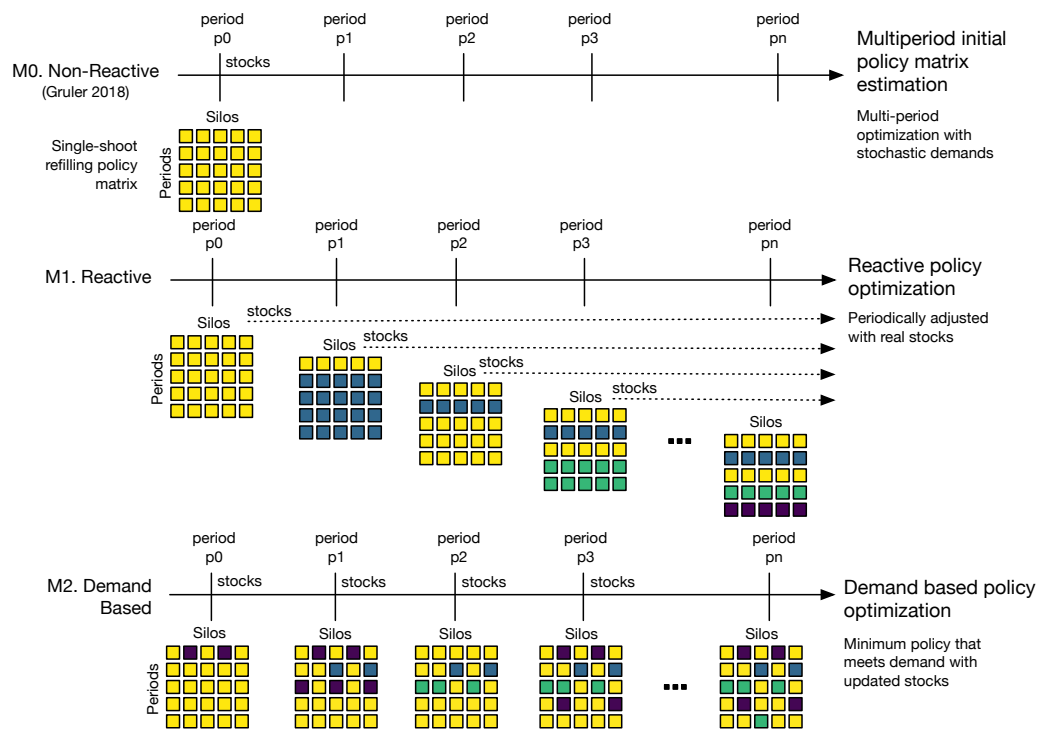 period
p0
period
p1
period
p2
period
p3
period
pn
M0. Non-Reactive
(Gruler 2018)
stocks
Multiperiod initial
policy matrix
estimation
Multi-period
optimization with
stochastic demands
Single-shoot
refilling policy
matrix
Silos
Periods
period
p0
period
p1
period
p2
period
p3
period
pn
M1. Reactive
Reactive policy
optimization
Periodically adjusted
with real stocks
stocks
Silos
Periods
stocks
Silos
stocks
Silos
stocks
Silos
Silos
period
p0
period
p1
period
p2
period
p3
period
pn
M2. Demand
Based
stocks
stocks
stocks
stocks
Demand based policy
optimization
Minimum policy that
meets demand with
updated stocks
Silos
Periods
Silos
Silos
Silos
Silos